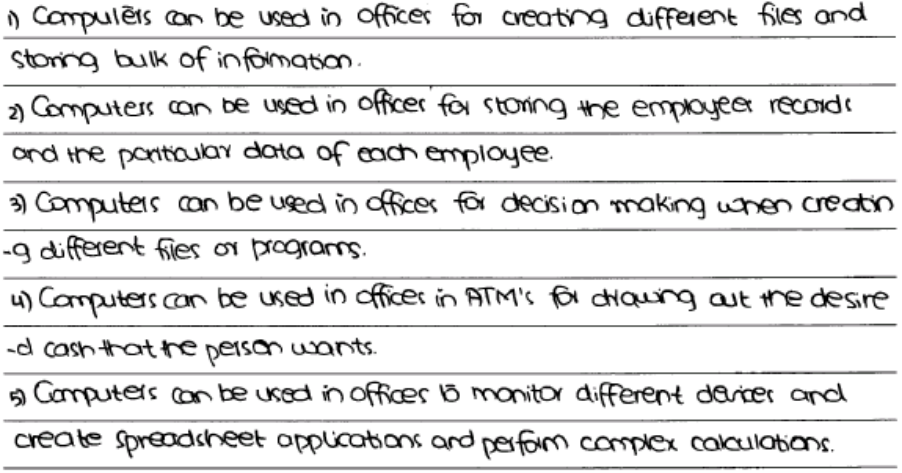 1) Computers can be used in offices for creating different files and
storing bulk of information.
2) Computers can be used in offices for storing the employees records
and the particular data of each employee.
3) Computers can be used in offices for decision making when creatin
-g different files or programs.
4) Computers can be used in offices in ATM's for drawing out the desire
-d cash that the person wants.
5) Computers can be used in offices to monitor different devices and
create spreadsheet applications and perform complex calculations.